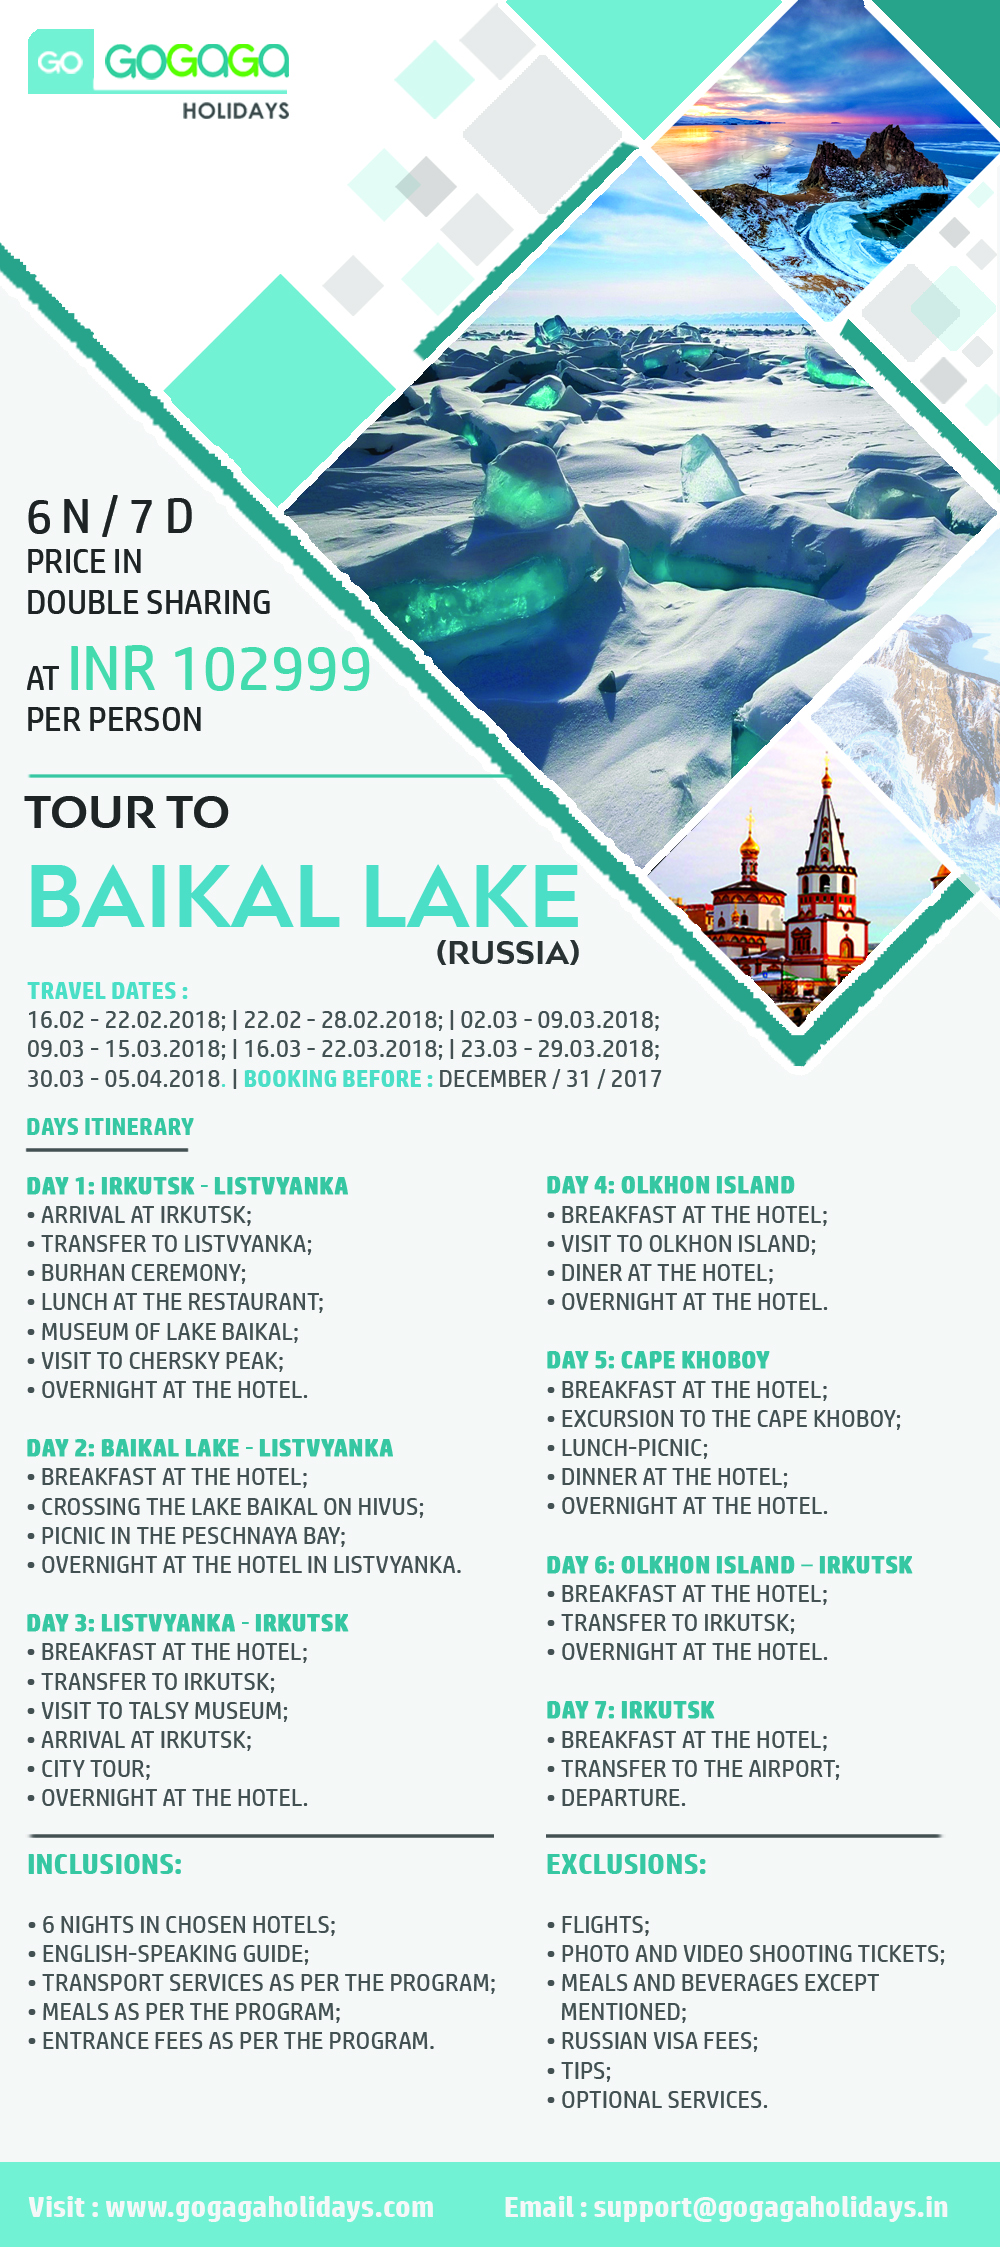 GO GOGAGA
HOLIDAYS
6 N / 7 D
PRICE IN
DOUBLE SHARING
AT INR 102999
PER PERSON
TOUR TO
BAIKAL LAKE
(RUSSIA)
TRAVEL DATES :
16.02 - 22.02.2018; | 22.02 - 28.02.2018; | 02.03 - 09.03.2018;
09.03 - 15.03.2018; | 16.03 - 22.03.2018; | 23.03 - 29.03.2018;
30.03 - 05.04.2018. | BOOKING BEFORE : DECEMBER / 31 / 2017
DAYS ITINERARY
DAY 1: IRKUTSK - LISTVYANKA
• ARRIVAL AT IRKUTSK;
• TRANSFER TO LISTVYANKA;
• BURHAN CEREMONY;
• LUNCH AT THE RESTAURANT;
• MUSEUM OF LAKE BAIKAL;
• VISIT TO CHERSKY PEAK;
• OVERNIGHT AT THE HOTEL.
DAY 2: BAIKAL LAKE - LISTVYANKA
• BREAKFAST AT THE HOTEL;
• CROSSING THE LAKE BAIKAL ON HIVUS;
• PICNIC IN THE PESCHNAYA BAY;
• OVERNIGHT AT THE HOTEL IN LISTVYANKA.
DAY 3: LISTVYANKA - IRKUTSK
• BREAKFAST AT THE HOTEL;
• TRANSFER TO IRKUTSK;
• VISIT TO TALSY MUSEUM;
• ARRIVAL AT IRKUTSK;
• CITY TOUR;
• OVERNIGHT AT THE HOTEL.
DAY 4: OLKHON ISLAND
• BREAKFAST AT THE HOTEL;
• VISIT TO OLKHON ISLAND;
• DINER AT THE HOTEL;
• OVERNIGHT AT THE HOTEL.
DAY 5: CAPE KHOBOY
• BREAKFAST AT THE HOTEL;
• EXCURSION TO THE CAPE KHOBOY;
• LUNCH-PICNIC;
• DINNER AT THE HOTEL;
• OVERNIGHT AT THE HOTEL.
DAY 6: OLKHON ISLAND – IRKUTSK
• BREAKFAST AT THE HOTEL;
• TRANSFER TO IRKUTSK;
• OVERNIGHT AT THE HOTEL.
DAY 7: IRKUTSK
• BREAKFAST AT THE HOTEL;
• TRANSFER TO THE AIRPORT;
• DEPARTURE.
INCLUSIONS:
• 6 NIGHTS IN CHOSEN HOTELS;
• ENGLISH-SPEAKING GUIDE;
• TRANSPORT SERVICES AS PER THE PROGRAM;
• MEALS AS PER THE PROGRAM;
• ENTRANCE FEES AS PER THE PROGRAM.
EXCLUSIONS:
• FLIGHTS;
• PHOTO AND VIDEO SHOOTING TICKETS;
• MEALS AND BEVERAGES EXCEPT
MENTIONED;
• RUSSIAN VISA FEES;
• TIPS;
• OPTIONAL SERVICES.
Visit : www.gogagaholidays.com
Email : support@gogagaholidays.in